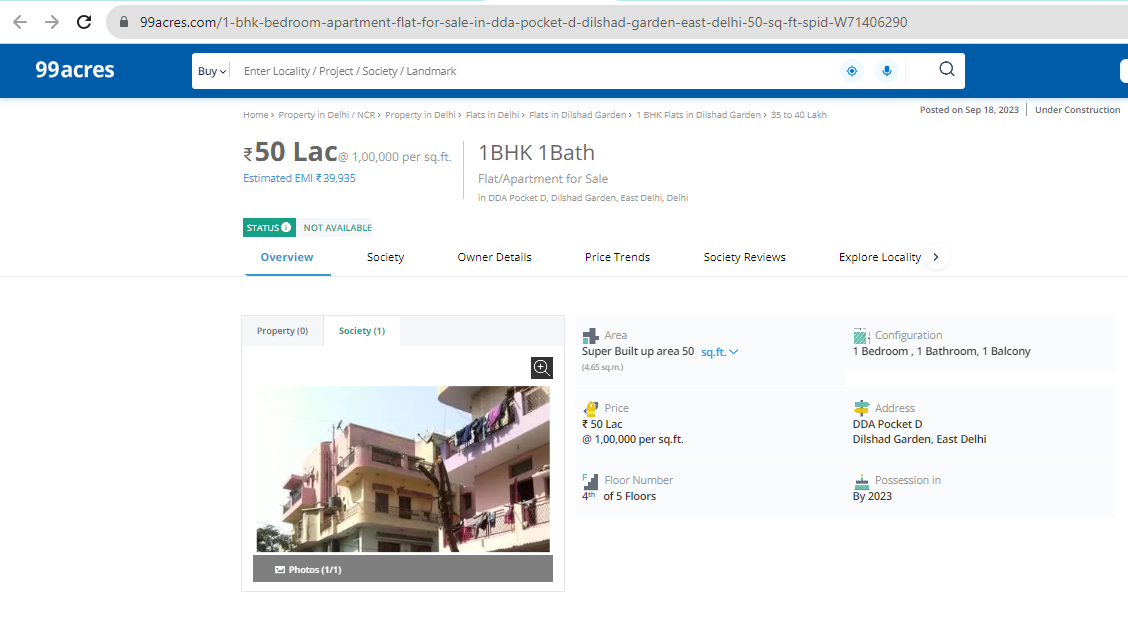 99acres.com/1-bhk-bedroom-apartment-flat-for-sale-in-dda-pocket-d-dilshad-garden-east-delhi-50-sq-ft-spid-W71406290
99acres Buy Enter Locality / Project / Society / Landmark
Home › Property in Delhi / NCR › Property in Delhi › Flats in Delhi › Flats in Dilshad Garden › 1 BHK Flats in Dilshad Garden › 35 to 40 Lakh
Posted on Sep 18, 2023 | Under Construction
₹50 Lac @ 1,00,000 per sq.ft.
Estimated EMI ₹39,935
1BHK 1Bath
Flat/Apartment for Sale
in DDA Pocket D, Dilshad Garden, East Delhi, Delhi
STATUS NOT AVAILABLE
Overview Society Owner Details Price Trends Society Reviews Explore Locality
Property (0) Society (1)
Photos (1/1)
Area
Super Built up area 50 sq.ft.
(4.65 sq.m.)
Configuration
1 Bedroom , 1 Bathroom, 1 Balcony
Price
₹ 50 Lac
@ 1,00,000 per sq.ft.
Address
DDA Pocket D
Dilshad Garden, East Delhi
Floor Number
4th of 5 Floors
Possession in
By 2023